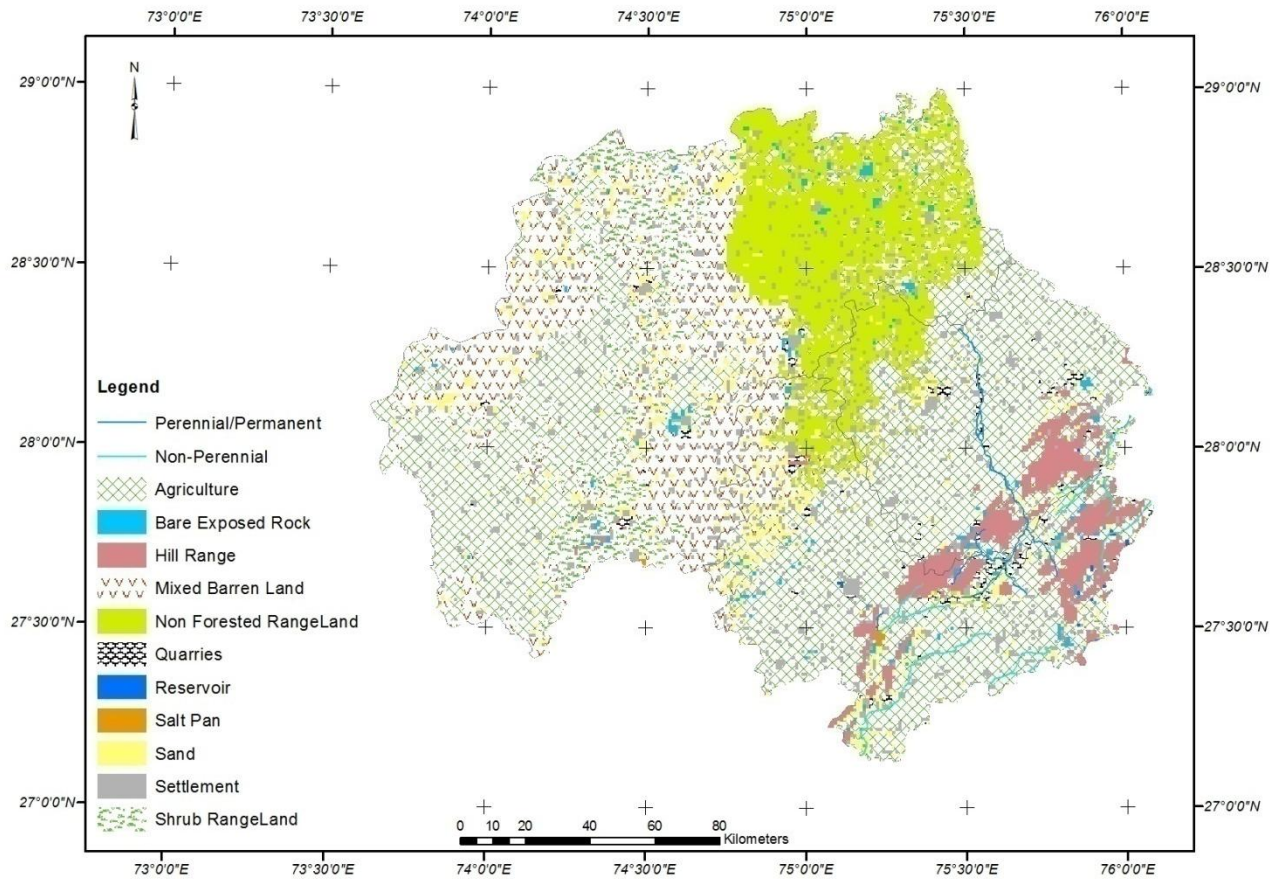 73°0'0"E 73°30'0"E 74°0'0"E 74°30'0"E 75°0'0"E 75°30'0"E 76°0'0"E
N
29°0'0"N 29°0'0"N
28°30'0"N 28°30'0"N
Legend
Perennial/Permanent
28°0'0"N 28°0'0"N
Non-Perennial
Agriculture
Bare Exposed Rock
Hill Range
Mixed Barren Land
Non Forested RangeLand
27°30'0"N 27°30'0"N
Quarries
Reservoir
Salt Pan
Sand
Settlement
27°0'0"N 27°0'0"N
Shrub RangeLand
0 10 20 40 60 80
Kilometers
73°0'0"E 73°30'0"E 74°0'0"E 74°30'0"E 75°0'0"E 75°30'0"E 76°0'0"E